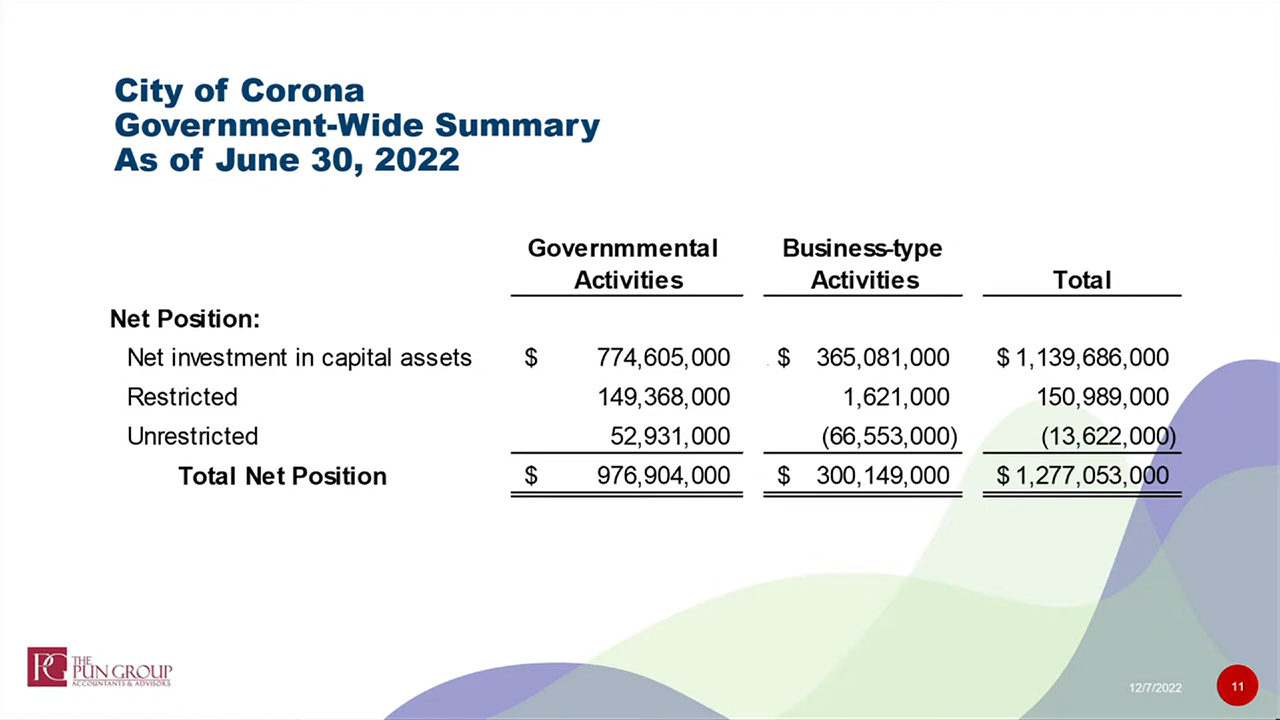 City of Corona
Government-Wide Summary
As of June 30, 2022
Governmmental Business-type
Activities Activities Total
Net Position:
Net investment in capital assets $ 774,605,000 $ 365,081,000 $ 1,139,686,000
Restricted 149,368,000 1,621,000 150,989,000
Unrestricted 52,931,000 (66,553,000) (13,622,000)
Total Net Position $ 976,904,000 $ 300,149,000 $ 1,277,053,000
PG THE
PUN GROUP
ACCOUNTANTS & ADVISORS
12/7/2022 11